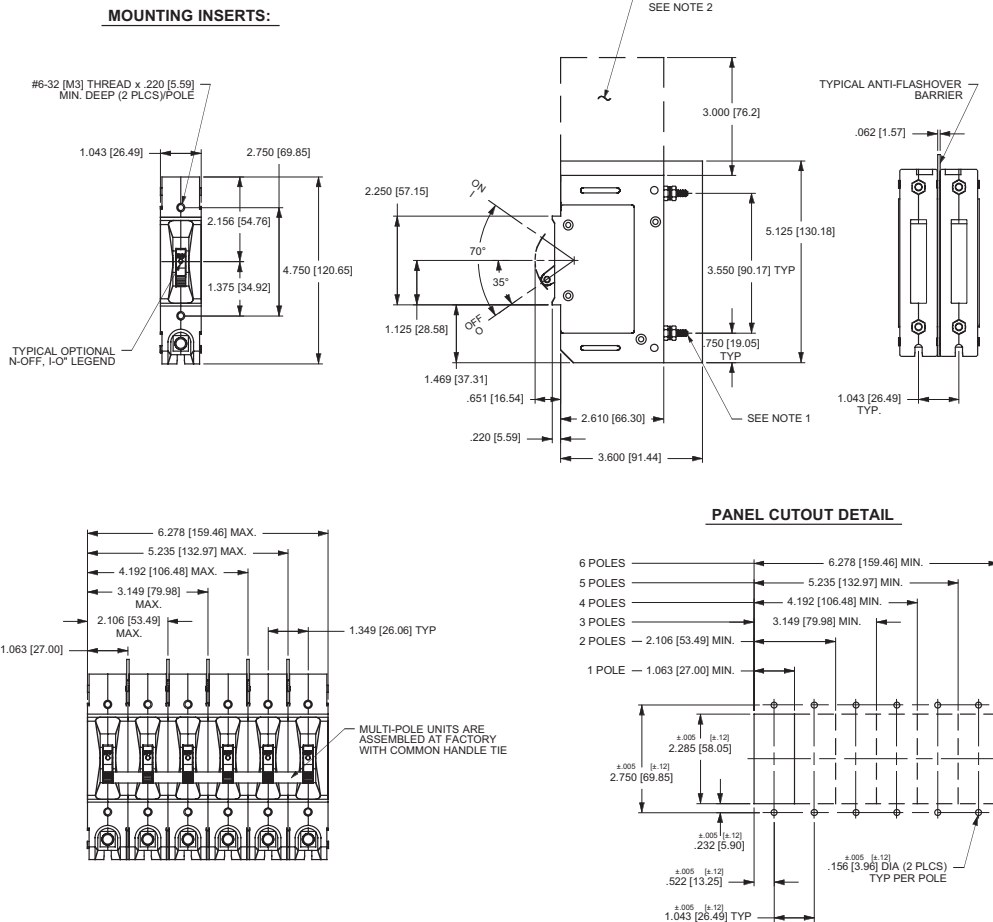 MOUNTING INSERTS:
#6-32 [M3] THREAD x .220 [5.59]
MIN. DEEP (2 PLCS)/POLE
1.043 [26.49]
2.750 [69.85]
2.156 [54.76]
4.750 [120.65]
1.375 [34.92]
TYPICAL OPTIONAL
N-OFF, I-O" LEGEND
SEE NOTE 2
3.000 [76.2]
2.250 [57.15]
ON
I
70°
35°
OFF
O
5.125 [130.18]
3.550 [90.17] TYP
1.125 [28.58]
.750 [19.05]
TYP
1.469 [37.31]
.651 [16.54]
2.610 [66.30]
SEE NOTE 1
.220 [5.59]
3.600 [91.44]
TYPICAL ANTI-FLASHOVER
BARRIER
.062 [1.57]
1.043 [26.49]
TYP.
6.278 [159.46] MAX.
5.235 [132.97] MAX.
4.192 [106.48] MAX.
3.149 [79.98]
MAX.
2.106 [53.49]
MAX.
1.349 [26.06] TYP
1.063 [27.00]
MULTI-POLE UNITS ARE
ASSEMBLED AT FACTORY
WITH COMMON HANDLE TIE
PANEL CUTOUT DETAIL
6 POLES 6.278 [159.46] MIN.
5 POLES 5.235 [132.97] MIN.
4 POLES 4.192 [106.48] MIN.
3 POLES 3.149 [79.98] MIN.
2 POLES 2.106 [53.49] MIN.
1 POLE 1.063 [27.00] MIN.
±.005 [±.12]
2.285 [58.05]
±.005 [±.12]
2.750 [69.85]
±.005 [±.12]
.232 [5.90]
±.005 [±.12]
.156 [3.96] DIA (2 PLCS)
TYP PER POLE
±.005 [±.12]
.522 [13.25]
±.005 [±.12]
1.043 [26.49] TYP